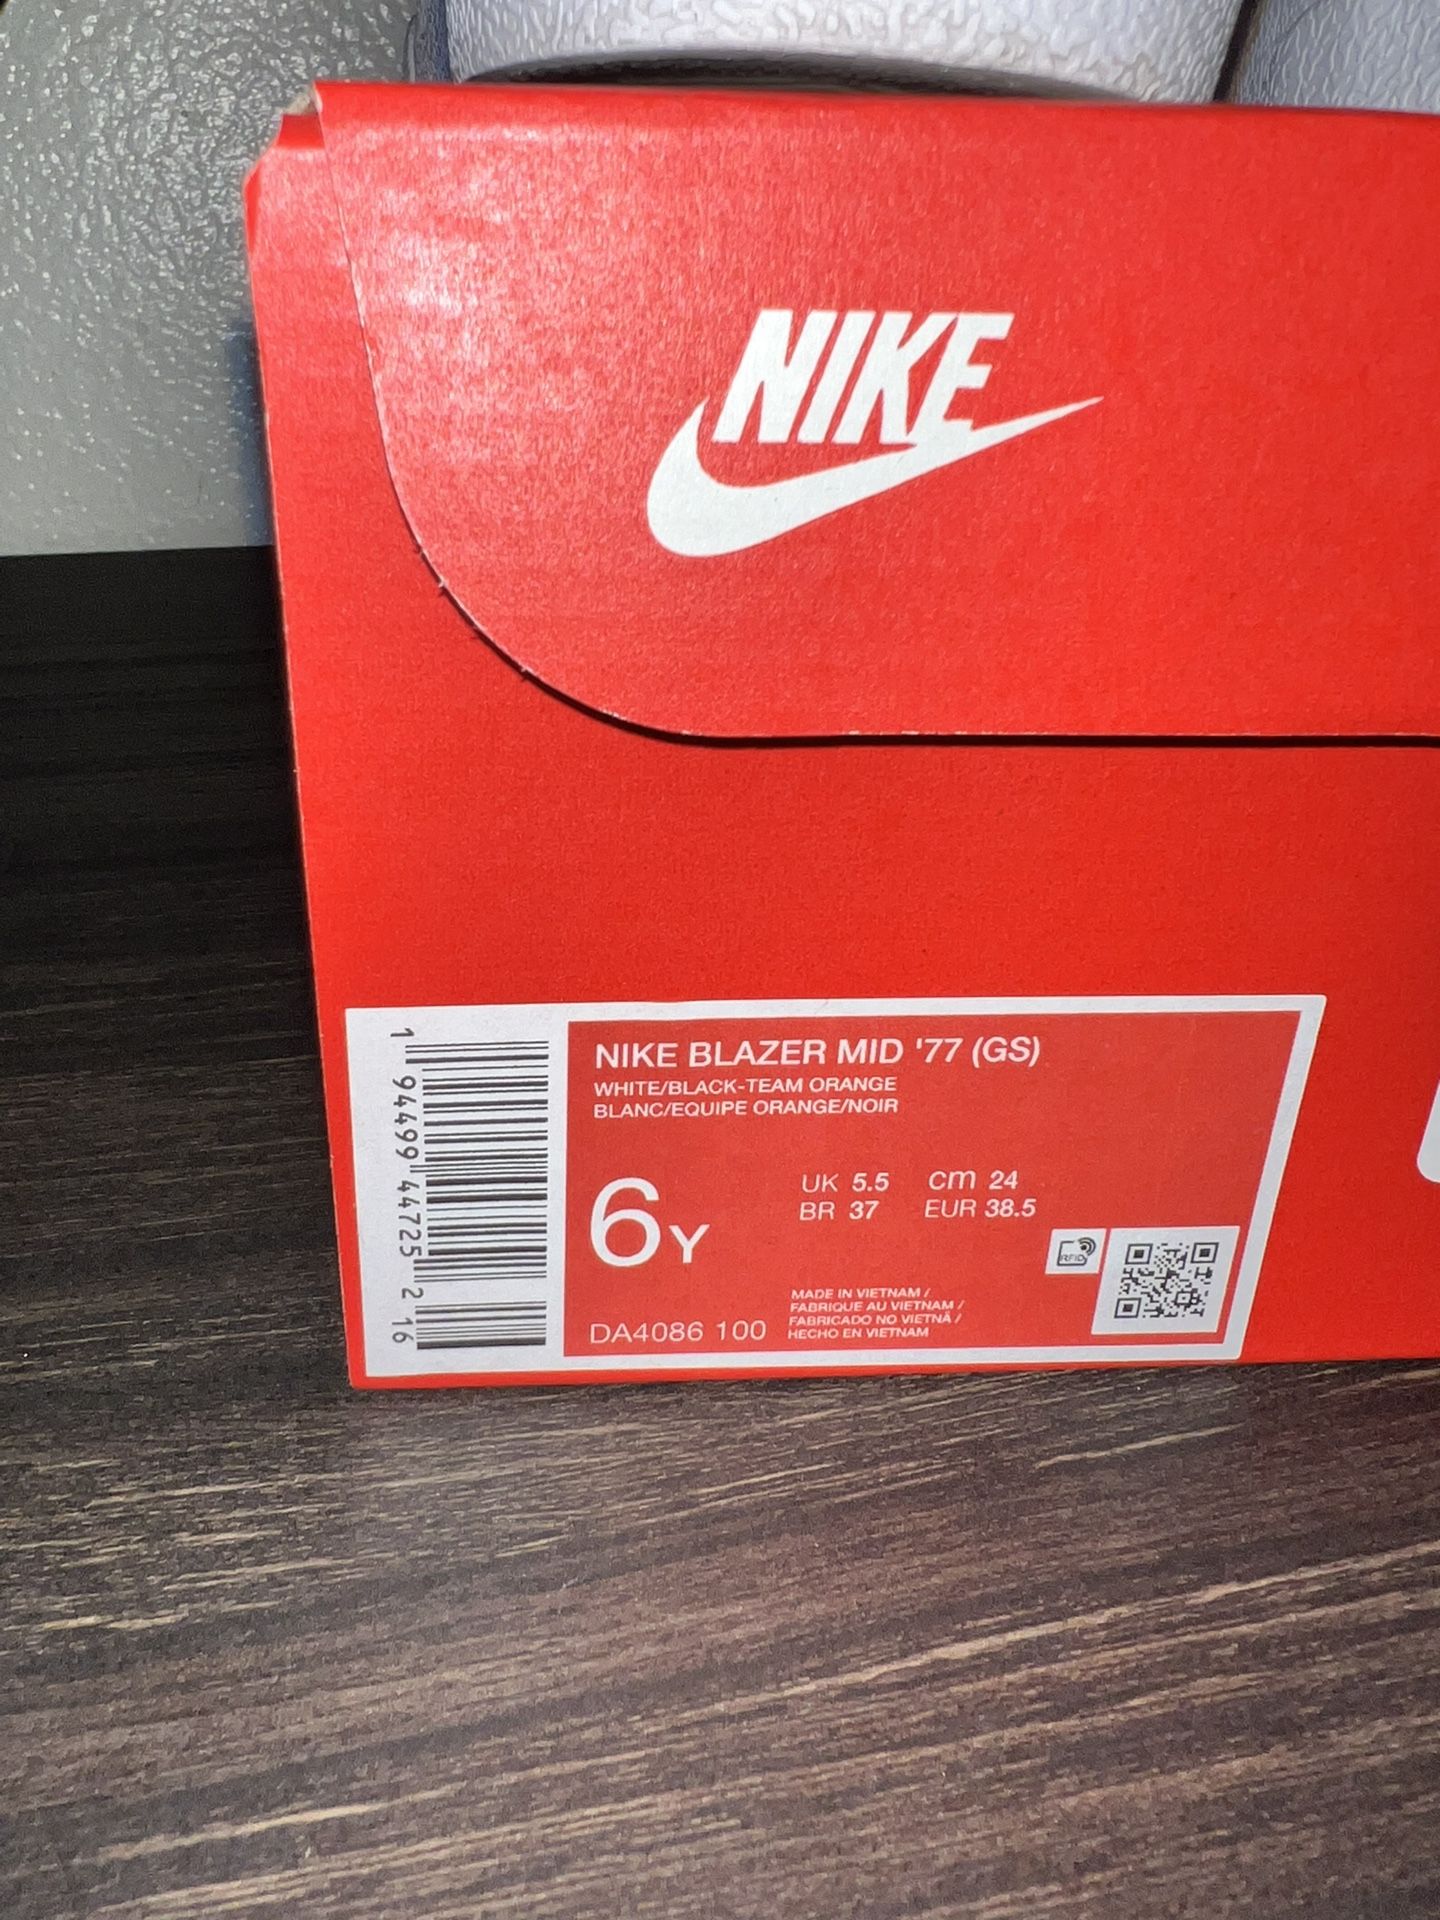 NIKE
NIKE BLAZER MID '77 (GS)
WHITE/BLACK-TEAM ORANGE
BLANC/EQUIPE ORANGE/NOIR
6Y
UK 5.5 cm 24
BR 37 EUR 38.5
RFID
DA4086 100
MADE IN VIETNAM /
FABRIQUE AU VIETNAM /
FABRICADO NO VIETNÃ /
HECHO EN VIETNAM
1 94499 44725 2 16